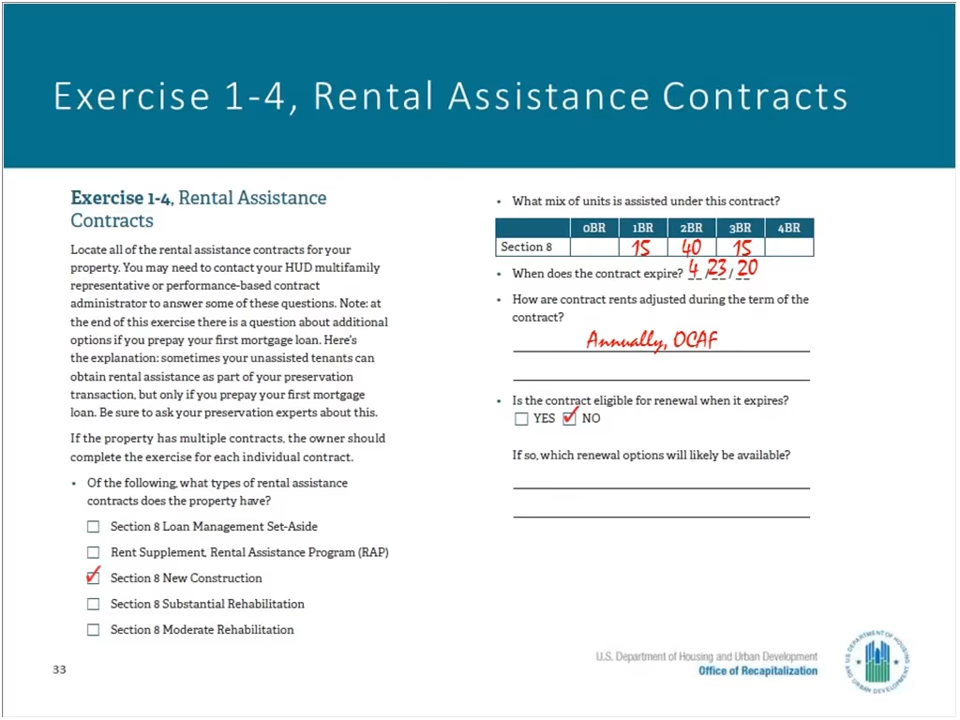 Exercise 1-4, Rental Assistance Contracts
Exercise 1-4, Rental Assistance
Contracts
Locate all of the rental assistance contracts for your
property. You may need to contact your HUD multifamily
representative or performance-based contract
administrator to answer some of these questions. Note: at
the end of this exercise there is a question about additional
options if you prepay your first mortgage loan. Here's
the explanation: sometimes your unassisted tenants can
obtain rental assistance as part of your preservation
transaction, but only if you prepay your first mortgage
loan. Be sure to ask your preservation experts about this.
If the property has multiple contracts, the owner should
complete the exercise for each individual contract.
• Of the following, what types of rental assistance
contracts does the property have?
Section 8 Loan Management Set-Aside
Rent Supplement, Rental Assistance Program (RAP)
Section 8 New Construction
Section 8 Substantial Rehabilitation
Section 8 Moderate Rehabilitation
• What mix of units is assisted under this contract?
0BR 1BR 2BR 3BR 4BR
Section 8 15 40 15
• When does the contract expire? 4 / 23 / 20
• How are contract rents adjusted during the term of the
contract?
Annually, OCAF
• Is the contract eligible for renewal when it expires?
YES NO
If so, which renewal options will likely be available?
33
U.S. Department of Housing and Urban Development
Office of Recapitalization
U.S. DEPARTMENT OF HOUSING AND URBAN DEVELOPMENT